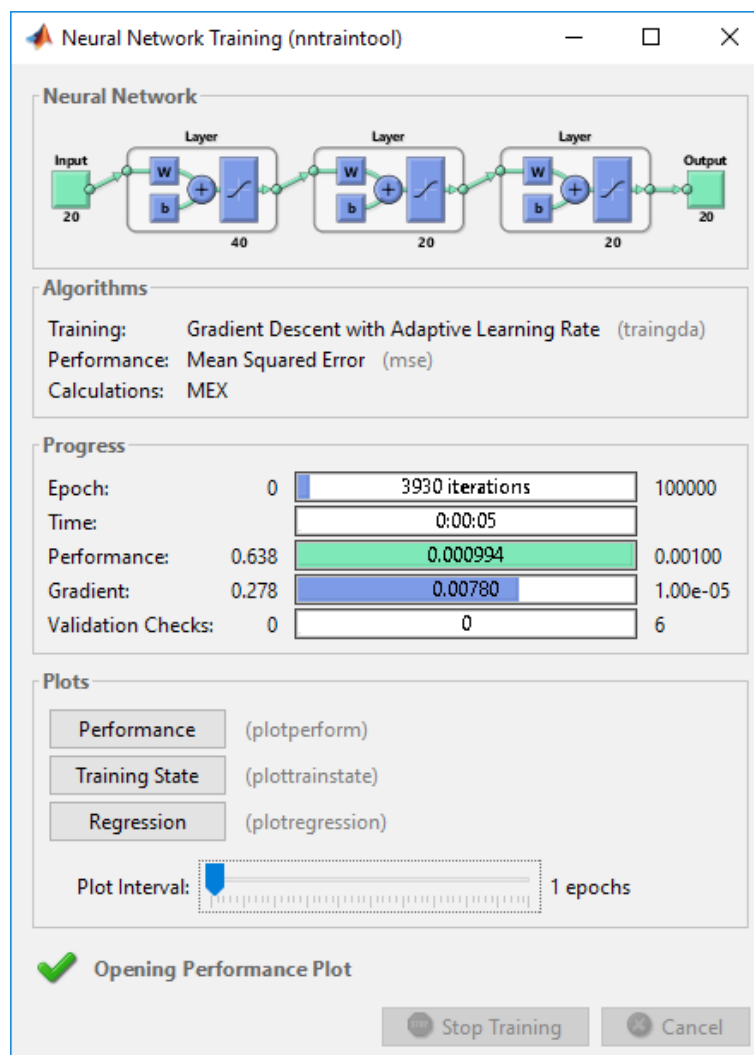 Neural Network Training (nntraintool)
Neural Network
Layer Layer Layer
Input Output
W W W
b b b
20 20
40 20 20
Algorithms
Training: Gradient Descent with Adaptive Learning Rate (traingda)
Performance: Mean Squared Error (mse)
Calculations: MEX
Progress
Epoch: 0 3930 iterations 100000
Time: 0:00:05
Performance: 0.638 0.000994 0.00100
Gradient: 0.278 0.00780 1.00e-05
Validation Checks: 0 0 6
Plots
Performance (plotperform)
Training State (plottrainstate)
Regression (plotregression)
Plot Interval: 1 epochs
Opening Performance Plot
STOP Stop Training Cancel